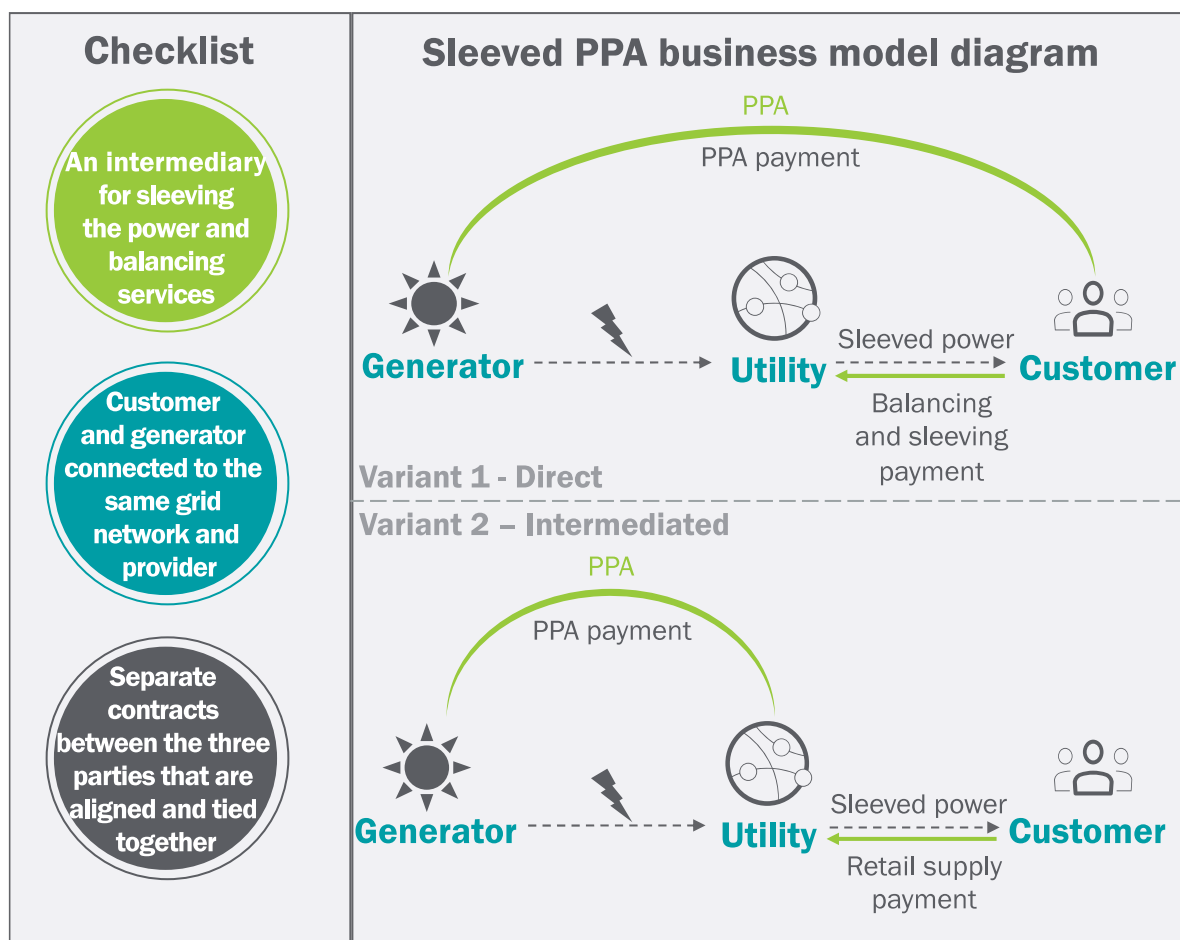 Checklist
An intermediary
for sleeving
the power and
balancing
services
Customer
and generator
connected to the
same grid
network and
provider
Separate
contracts
between the three
parties that are
aligned and tied
together
Sleeved PPA business model diagram
PPA
PPA payment
Generator
Utility
Sleeved power
Customer
Balancing
and sleeving
payment
Variant 1 - Direct
Variant 2 – Intermediated
PPA
PPA payment
Generator
Utility
Sleeved power
Customer
Retail supply
payment